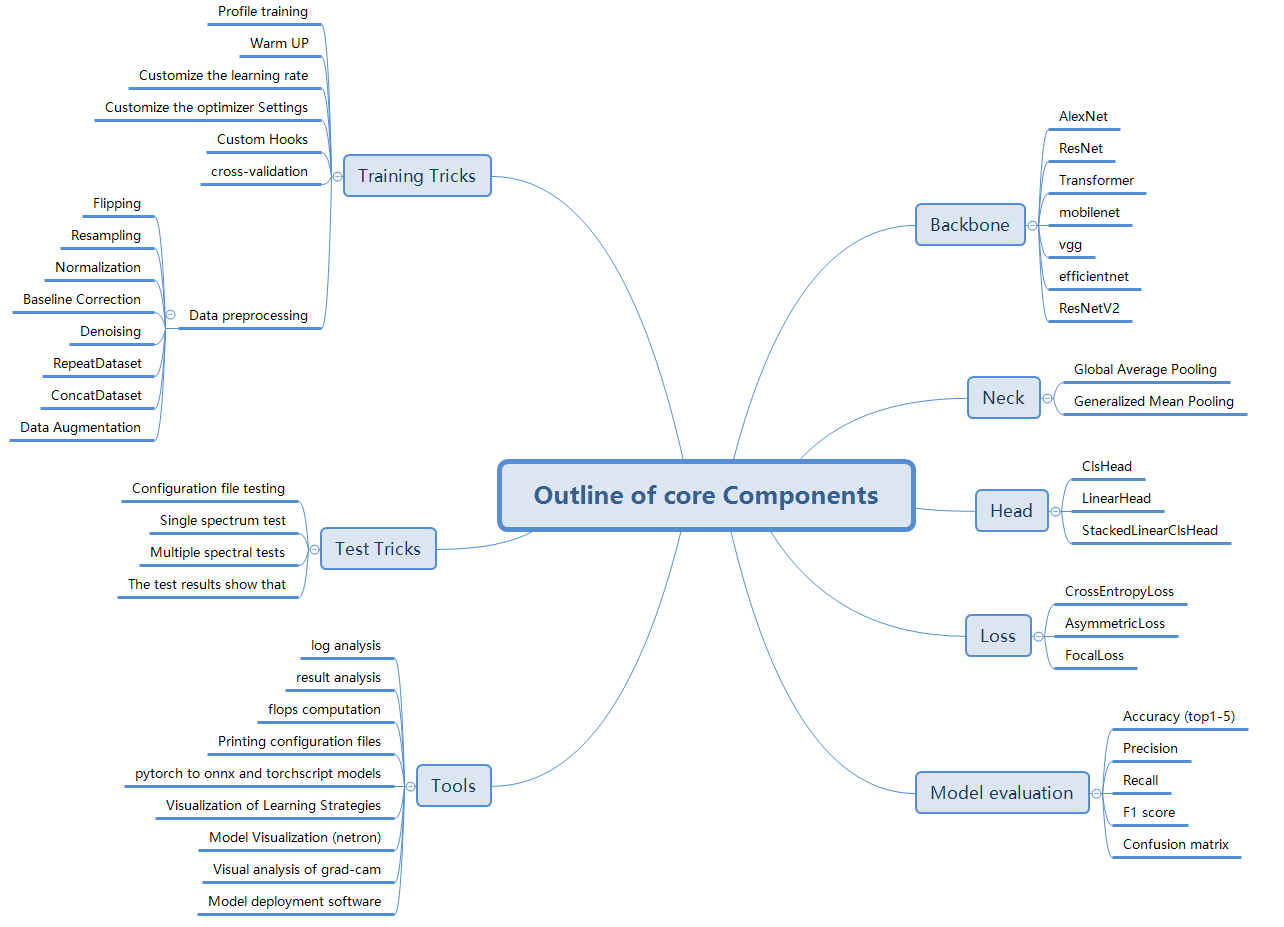 Outline of core Components
Training Tricks
Profile training
Warm UP
Customize the learning rate
Customize the optimizer Settings
Custom Hooks
cross-validation
Data preprocessing
Flipping
Resampling
Normalization
Baseline Correction
Denoising
RepeatDataset
ConcatDataset
Data Augmentation
Test Tricks
Configuration file testing
Single spectrum test
Multiple spectral tests
The test results show that
Tools
log analysis
result analysis
flops computation
Printing configuration files
pytorch to onnx and torchscript models
Visualization of Learning Strategies
Model Visualization (netron)
Visual analysis of grad-cam
Model deployment software
Backbone
AlexNet
ResNet
Transformer
mobilenet
vgg
efficientnet
ResNetV2
Neck
Global Average Pooling
Generalized Mean Pooling
Head
ClsHead
LinearHead
StackedLinearClsHead
Loss
CrossEntropyLoss
AsymmetricLoss
FocalLoss
Model evaluation
Accuracy (top1-5)
Precision
Recall
F1 score
Confusion matrix